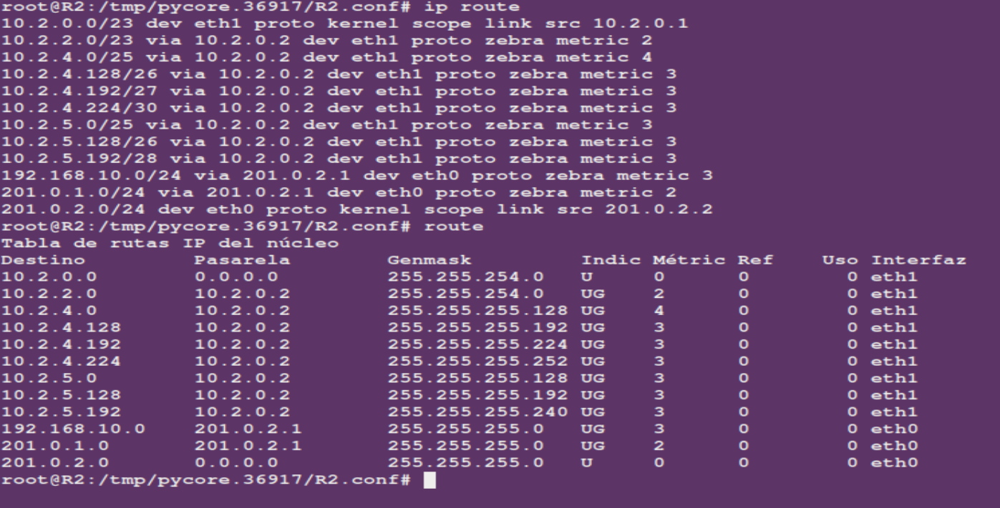 root@R2:/tmp/pycore.36917/R2.conf# ip route
10.2.0.0/23 dev eth1 proto kernel scope link src 10.2.0.1
10.2.2.0/23 via 10.2.0.2 dev eth1 proto zebra metric 2
10.2.4.0/25 via 10.2.0.2 dev eth1 proto zebra metric 4
10.2.4.128/26 via 10.2.0.2 dev eth1 proto zebra metric 3
10.2.4.192/27 via 10.2.0.2 dev eth1 proto zebra metric 3
10.2.4.224/30 via 10.2.0.2 dev eth1 proto zebra metric 3
10.2.5.0/25 via 10.2.0.2 dev eth1 proto zebra metric 3
10.2.5.128/26 via 10.2.0.2 dev eth1 proto zebra metric 3
10.2.5.192/28 via 10.2.0.2 dev eth1 proto zebra metric 3
192.168.10.0/24 via 201.0.2.1 dev eth0 proto zebra metric 3
201.0.1.0/24 via 201.0.2.1 dev eth0 proto zebra metric 2
201.0.2.0/24 dev eth0 proto kernel scope link src 201.0.2.2
root@R2:/tmp/pycore.36917/R2.conf# route
Tabla de rutas IP del núcleo
Destino         Pasarela        Genmask         Indic Métric Ref    Uso Interfaz
10.2.0.0        0.0.0.0         255.255.254.0   U     0      0        0 eth1
10.2.2.0        10.2.0.2        255.255.254.0   UG    2      0        0 eth1
10.2.4.0        10.2.0.2        255.255.255.128 UG    4      0        0 eth1
10.2.4.128      10.2.0.2        255.255.255.192 UG    3      0        0 eth1
10.2.4.192      10.2.0.2        255.255.255.224 UG    3      0        0 eth1
10.2.4.224      10.2.0.2        255.255.255.252 UG    3      0        0 eth1
10.2.5.0        10.2.0.2        255.255.255.128 UG    3      0        0 eth1
10.2.5.128      10.2.0.2        255.255.255.192 UG    3      0        0 eth1
10.2.5.192      10.2.0.2        255.255.255.240 UG    3      0        0 eth1
192.168.10.0    201.0.2.1       255.255.255.0   UG    3      0        0 eth0
201.0.1.0       201.0.2.1       255.255.255.0   UG    2      0        0 eth0
201.0.2.0       0.0.0.0         255.255.255.0   U     0      0        0 eth0
root@R2:/tmp/pycore.36917/R2.conf#